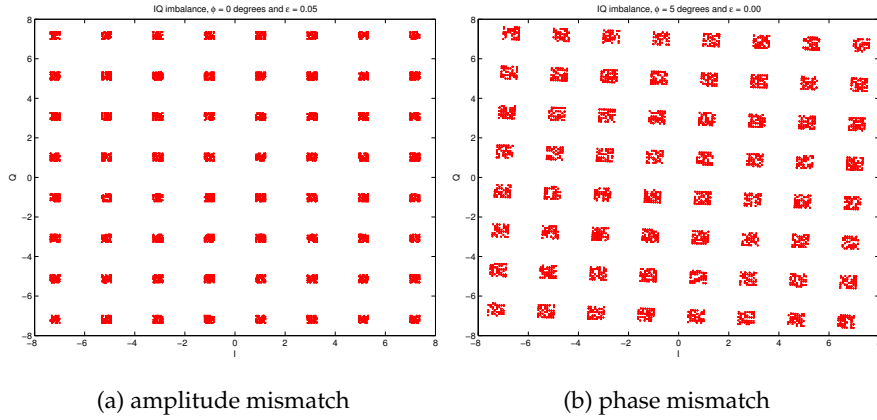 IQ imbalance, ϕ = 0 degrees and ε = 0.05
8
6
4
2
0
−2
−4
−6
−8
Q
−8 −6 −4 −2 0 2 4 6 8
I
(a) amplitude mismatch
IQ imbalance, ϕ = 5 degrees and ε = 0.00
8
6
4
2
0
−2
−4
−6
−8
Q
−8 −6 −4 −2 0 2 4 6 8
I
(b) phase mismatch